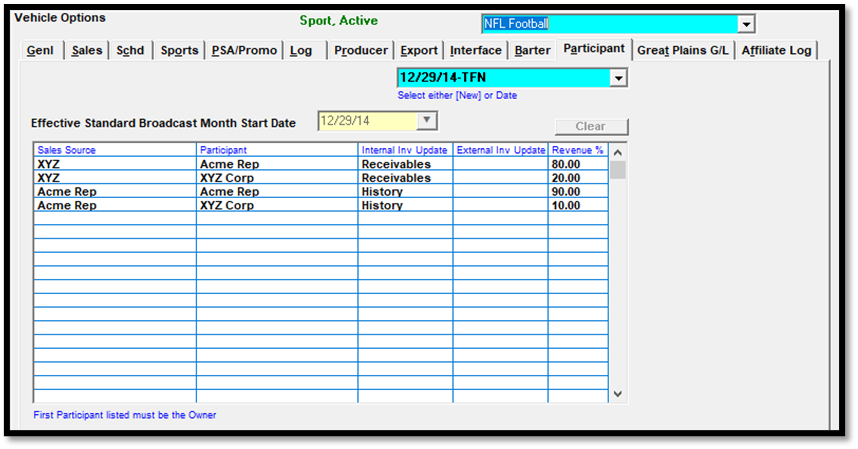 Vehicle Options
Sport, Active
NFL Football
Genl Sales Schd Sports PSA/Promo Log Producer Export Interface Barter Participant Great Plains G/L Affiliate Log
12/29/14-TFN
Select either [New] or Date
Effective Standard Broadcast Month Start Date 12/29/14
Clear
Sales Source Participant Internal Inv Update External Inv Update Revenue %
XYZ Acme Rep Receivables 80.00
XYZ XYZ Corp Receivables 20.00
Acme Rep Acme Rep History 90.00
Acme Rep XYZ Corp History 10.00
First Participant listed must be the Owner